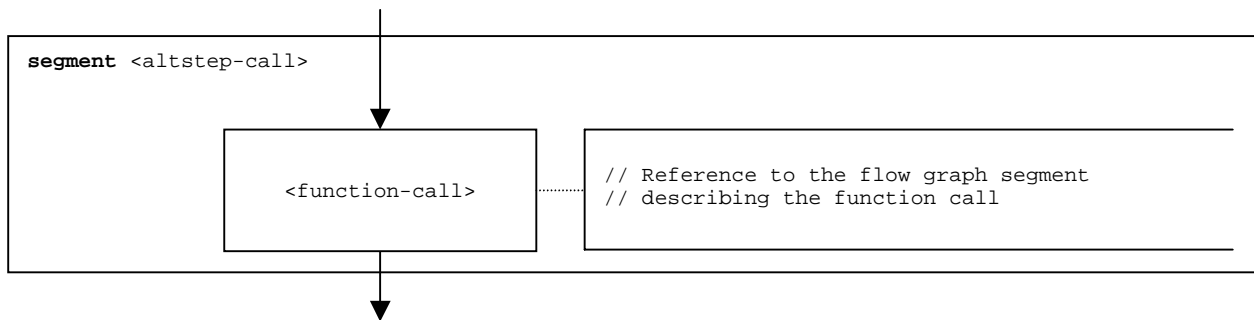 segment <altstep-call>
<function-call>
// Reference to the flow graph segment
// describing the function call